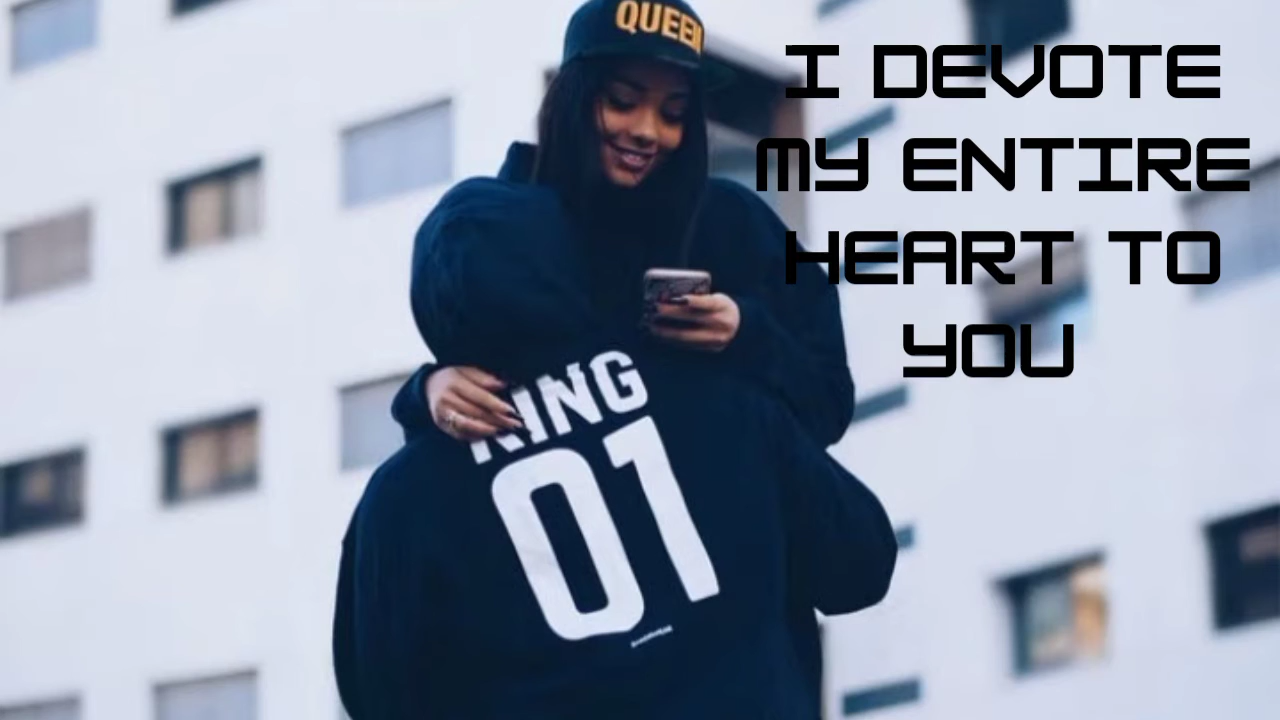 QUEEN
I DEVOTE
MY ENTIRE
HEART TO
YOU
KING
01